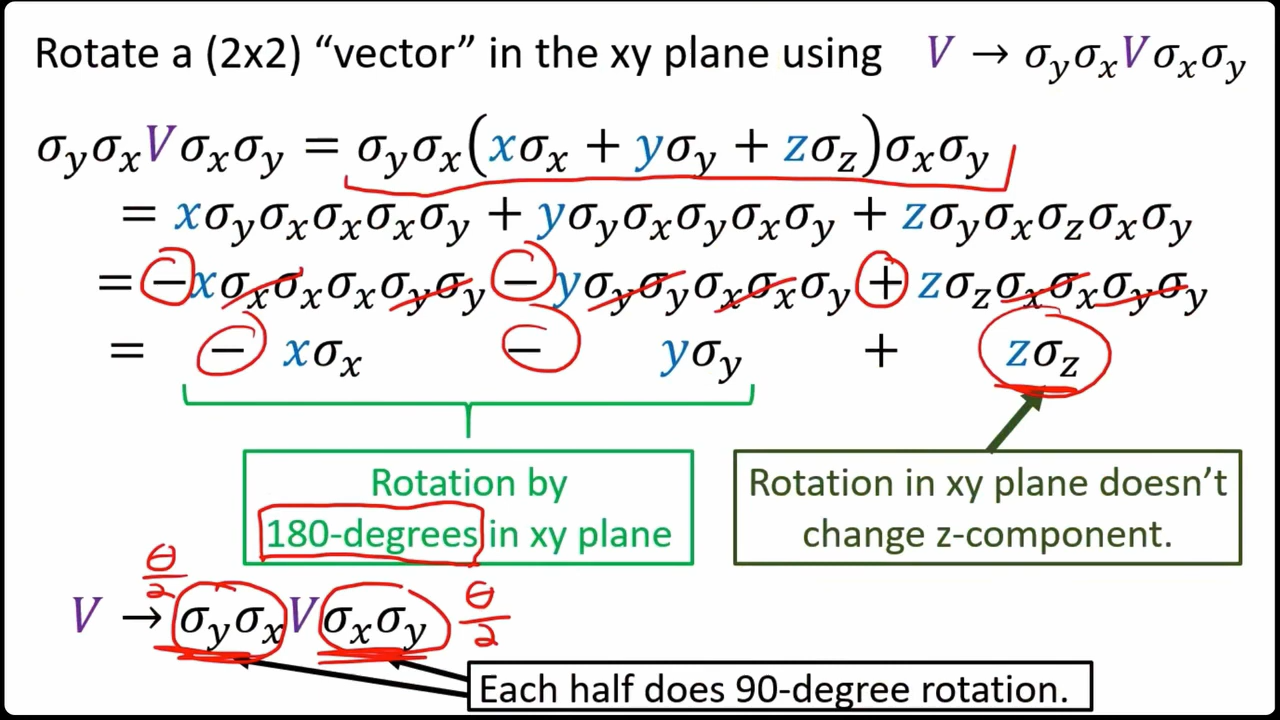 Rotate a (2x2) “vector” in the xy plane using V → σ_yσ_xVσ_xσ_y
σ_yσ_xVσ_xσ_y = σ_yσ_x(xσ_x + yσ_y + zσ_z)σ_xσ_y
= xσ_yσ_xσ_xσ_xσ_y + yσ_yσ_xσ_yσ_xσ_y + zσ_yσ_xσ_zσ_xσ_y
= −xσ_xσ_xσ_xσ_yσ_y − yσ_yσ_yσ_xσ_xσ_y + zσ_zσ_xσ_xσ_yσ_y
= − xσ_x − yσ_y + zσ_z
Rotation by
180-degrees in xy plane
Rotation in xy plane doesn’t
change z-component.
θ/2 θ/2
V → σ_yσ_xVσ_xσ_y
Each half does 90-degree rotation.